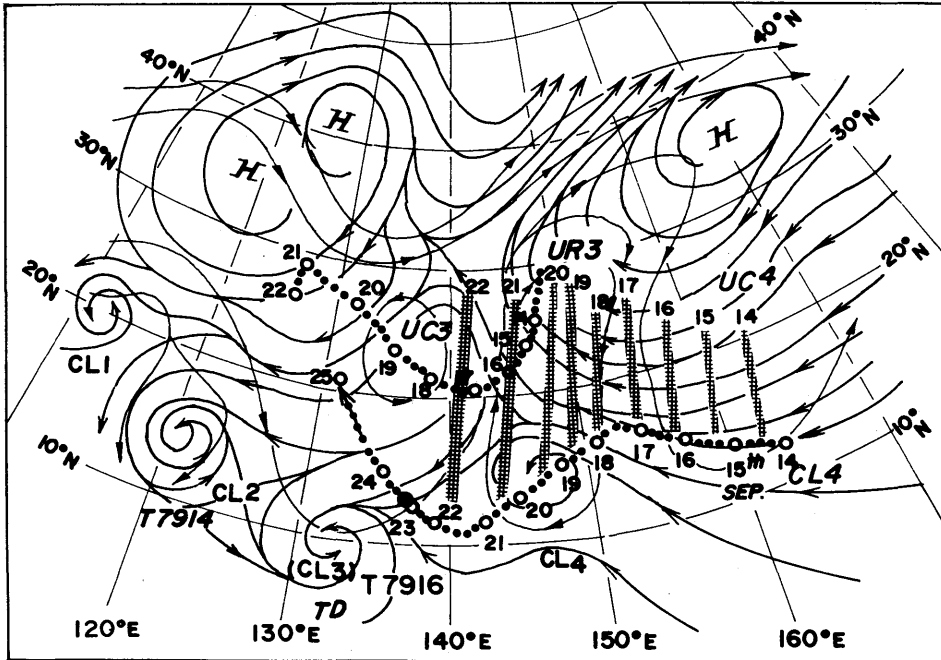 40°N
40°N
H
H
H
30°N
30°N
20°N
20°N
10°N
10°N
UR3
UC4
UC3
21
22
20
19
18
22
21
20
19
18
17
16
15
14
15
16
25
24
23
22
21
20
19
18
17
16
15th
14
SEP.
CL4
CL4
CL1
CL2
T7914
(CL3)
T7916
TD
120°E
130°E
140°E
150°E
160°E